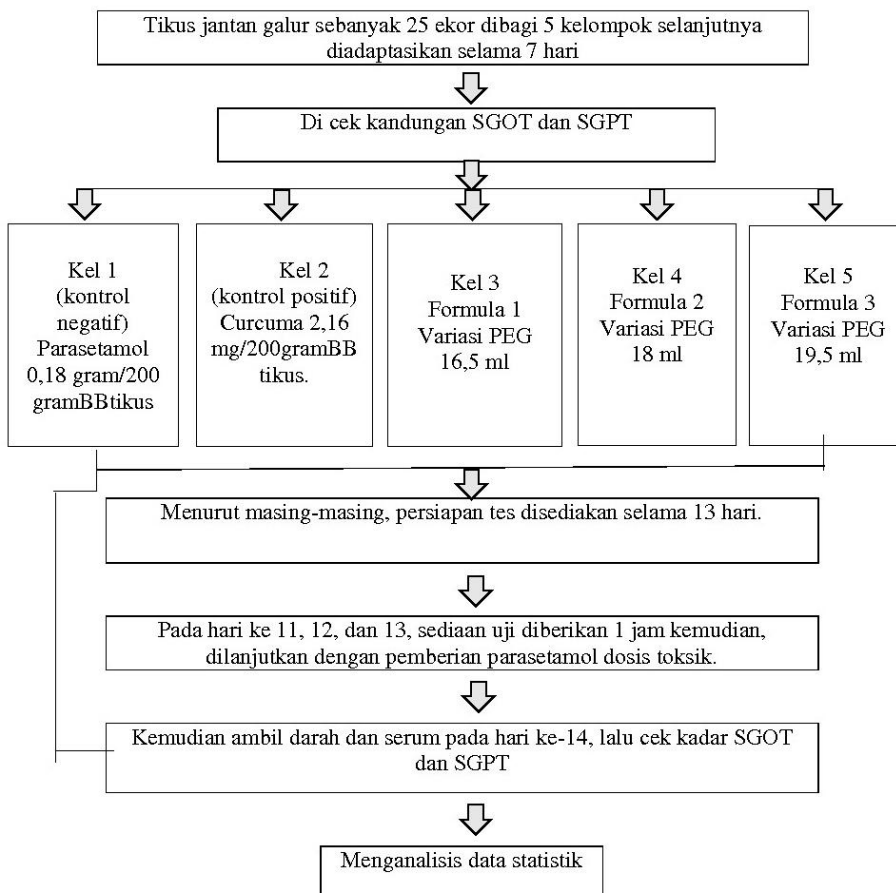 Tikus jantan galur sebanyak 25 ekor dibagi 5 kelompok selanjutnya
diadaptasikan selama 7 hari
Di cek kandungan SGOT dan SGPT
Kel 1
(kontrol
negatif)
Parasetamol
0,18 gram/200
gramBBtikus
Kel 2
(kontrol positif)
Curcuma 2,16
mg/200gramBB
tikus.
Kel 3
Formula 1
Variasi PEG
16,5 ml
Kel 4
Formula 2
Variasi PEG
18 ml
Kel 5
Formula 3
Variasi PEG
19,5 ml
Menurut masing-masing, persiapan tes disediakan selama 13 hari.
Pada hari ke 11, 12, dan 13, sediaan uji diberikan 1 jam kemudian,
dilanjutkan dengan pemberian parasetamol dosis toksik.
Kemudian ambil darah dan serum pada hari ke-14, lalu cek kadar SGOT
dan SGPT
Menganalisis data statistik